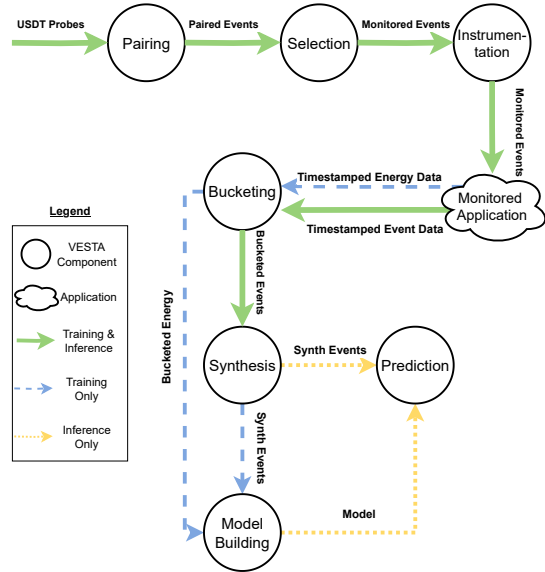 USDT Probes
Paired Events
Monitored Events
Pairing
Selection
Instrumen-
tation
Monitored Events
Timestamped Energy Data
Bucketing
Monitored
Application
Timestamped Event Data
Legend
VESTA
Component
Application
Training &
Inference
Training
Only
Inference
Only
Bucketed Events
Bucketed Energy
Synth Events
Synthesis
Prediction
Synth Events
Model
Model
Building